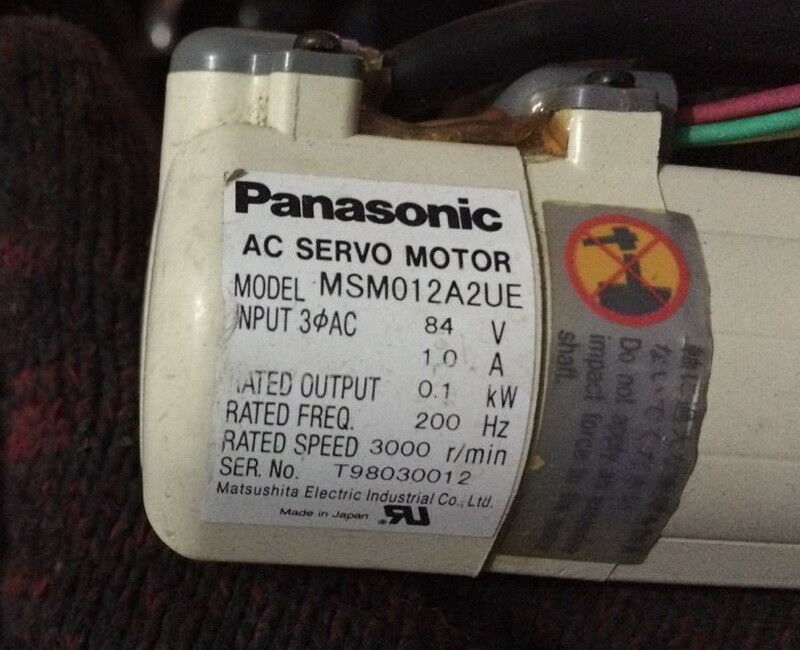 Panasonic
AC SERVO MOTOR
MODEL MSM012A2UE
INPUT 3ϕAC 84 V
1.0 A
RATED OUTPUT 0.1 kW
RATED FREQ. 200 Hz
RATED SPEED 3000 r/min
SER. No. T98030012
Matsushita Electric Industrial Co., Ltd.
Made in Japan
Do not apply
impact force
shaft.